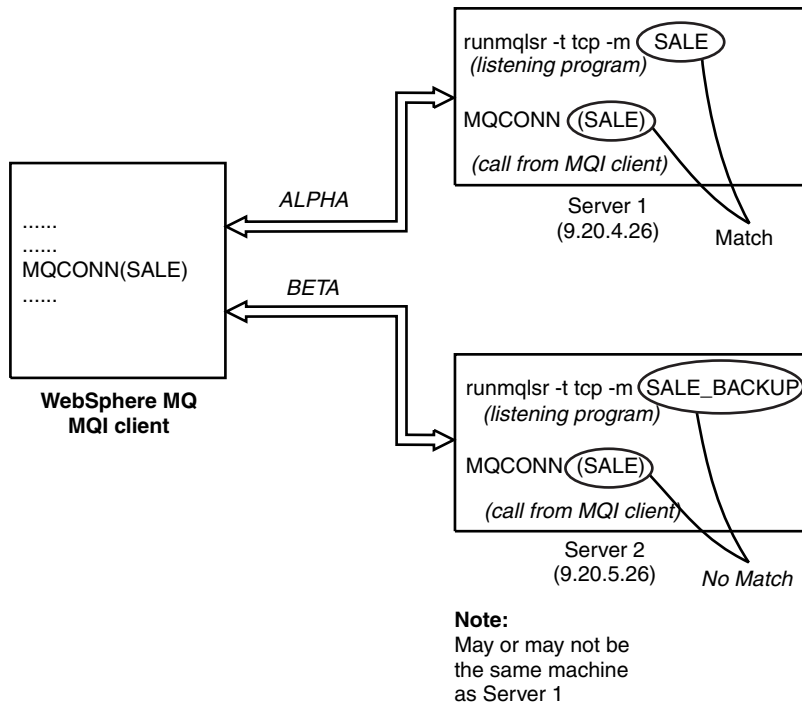 runmqlsr -t tcp -m SALE
(listening program)
MQCONN (SALE)
(call from MQI client)
Server 1
(9.20.4.26)
Match
ALPHA
......
......
MQCONN(SALE)
......
BETA
WebSphere MQ
MQI client
runmqlsr -t tcp -m SALE_BACKUP
(listening program)
MQCONN (SALE)
(call from MQI client)
Server 2
(9.20.5.26)
No Match
Note:
May or may not be
the same machine
as Server 1